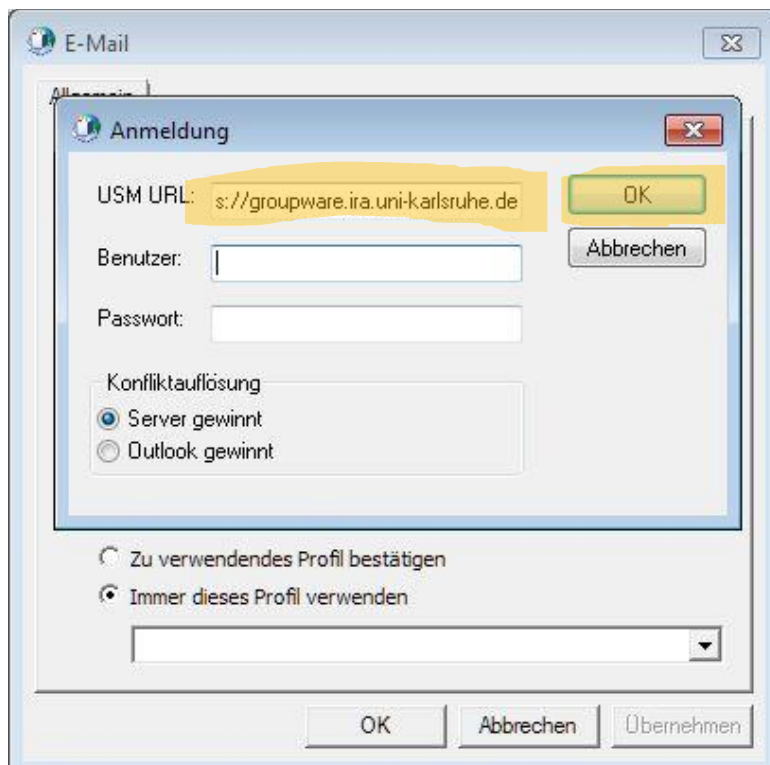 E-Mail
Allgemein
Anmeldung
USM URL: s://groupware.ira.uni-karlsruhe.de OK
Benutzer: Abbrechen
Passwort:
Konfliktauflösung
Server gewinnt
Outlook gewinnt
Zu verwendendes Profil bestätigen
Immer dieses Profil verwenden
OK Abbrechen Übernehmen